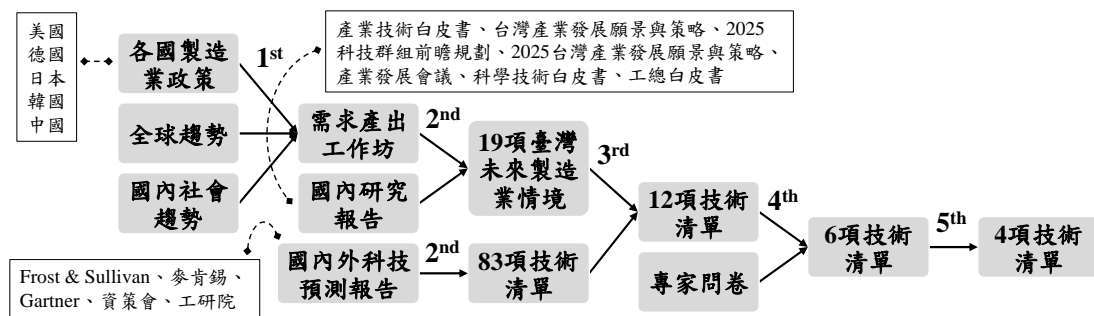 美國
德國
日本
韓國
中國
各國製造
業政策
1st
產業技術白皮書、台灣產業發展願景與策略、2025
科技群組前瞻規劃、2025台灣產業發展願景與策略、
產業發展會議、科學技術白皮書、工總白皮書
全球趨勢
需求產出
工作坊
2nd
19項臺灣
未來製造
業情境
3rd
國內社會
趨勢
國內研究
報告
12項技術
清單
4th
6項技術
清單
5th
4項技術
清單
Frost & Sullivan、麥肯錫、
Gartner、資策會、工研院
國內外科技
預測報告
2nd
83項技術
清單
專家問卷